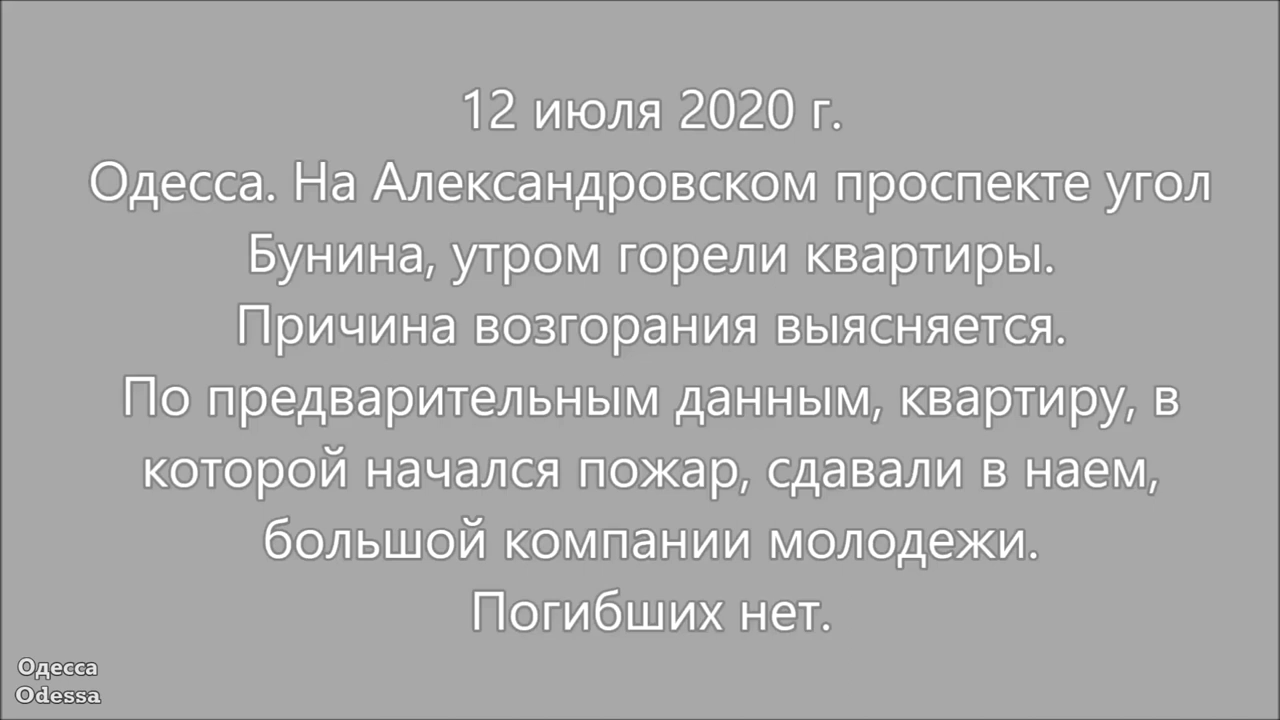 12 июля 2020 г.
Одесса. На Александровском проспекте угол
Бунина, утром горели квартиры.
Причина возгорания выясняется.
По предварительным данным, квартиру, в
которой начался пожар, сдавали в наем,
большой компании молодежи.
Погибших нет.
Одесса
Odessa